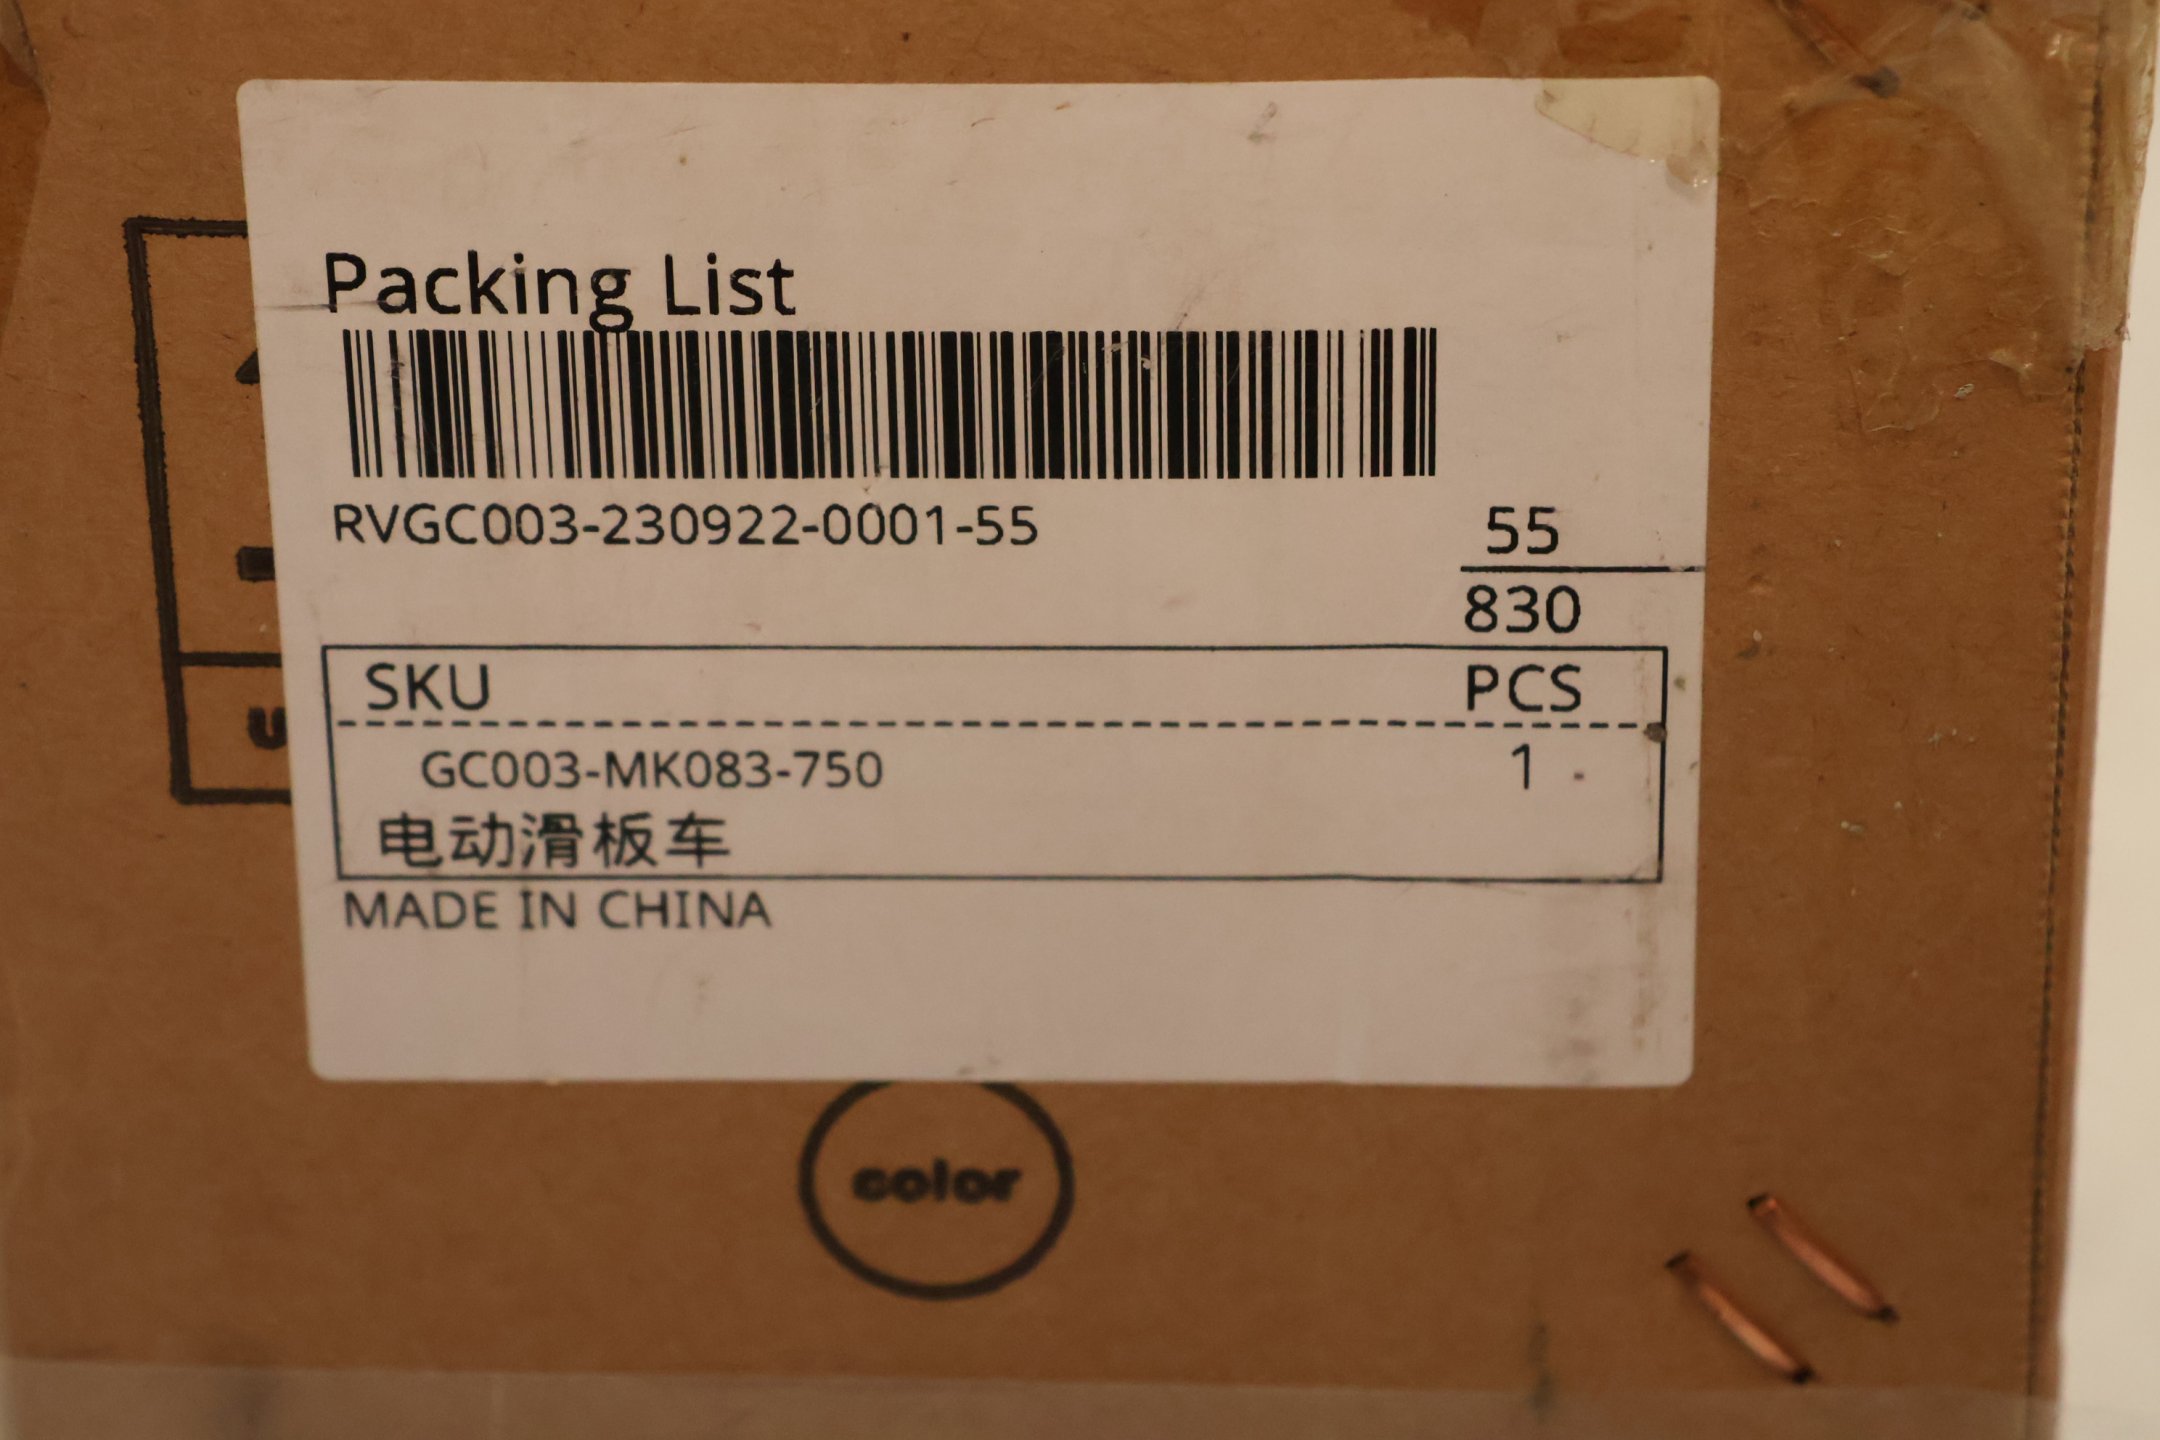 Packing List
RVGC003-230922-0001-55
55
830
SKU PCS
GC003-MK083-750 1
电动滑板车
MADE IN CHINA
color